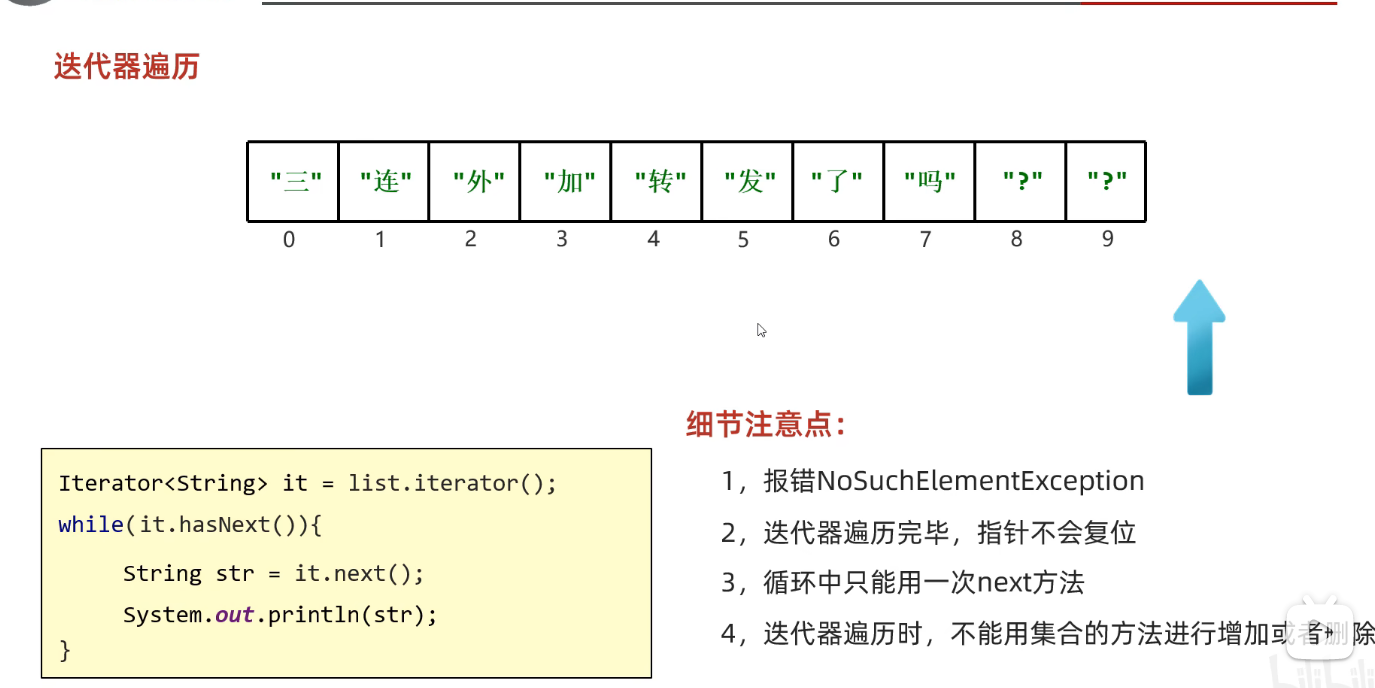 迭代器遍历
"三" "连" "外" "加" "转" "发" "了" "吗" "?" "?"
0 1 2 3 4 5 6 7 8 9
细节注意点：
1，报错NoSuchElementException
2，迭代器遍历完毕，指针不会复位
3，循环中只能用一次next方法
4，迭代器遍历时，不能用集合的方法进行增加或者删除
Iterator<String> it = list.iterator();
while(it.hasNext()){
String str = it.next();
System.out.println(str);
}
bilibili